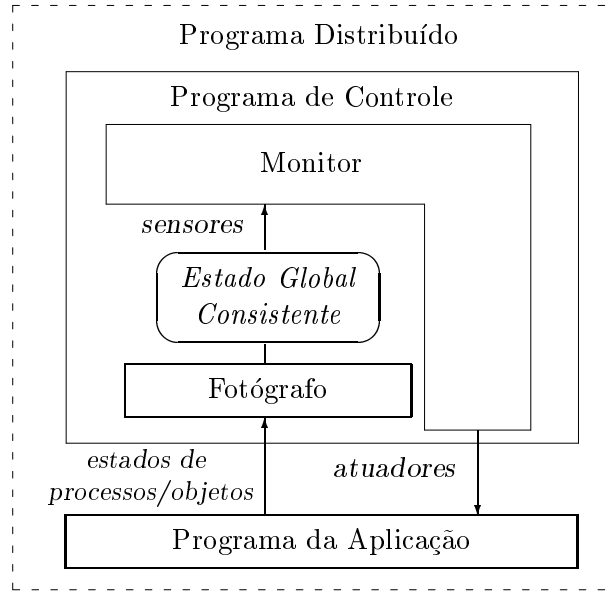 Programa Distribuído
Programa de Controle
Monitor
sensores
Estado Global
Consistente
Fotógrafo
estados de
processos/objetos
atuadores
Programa da Aplicação